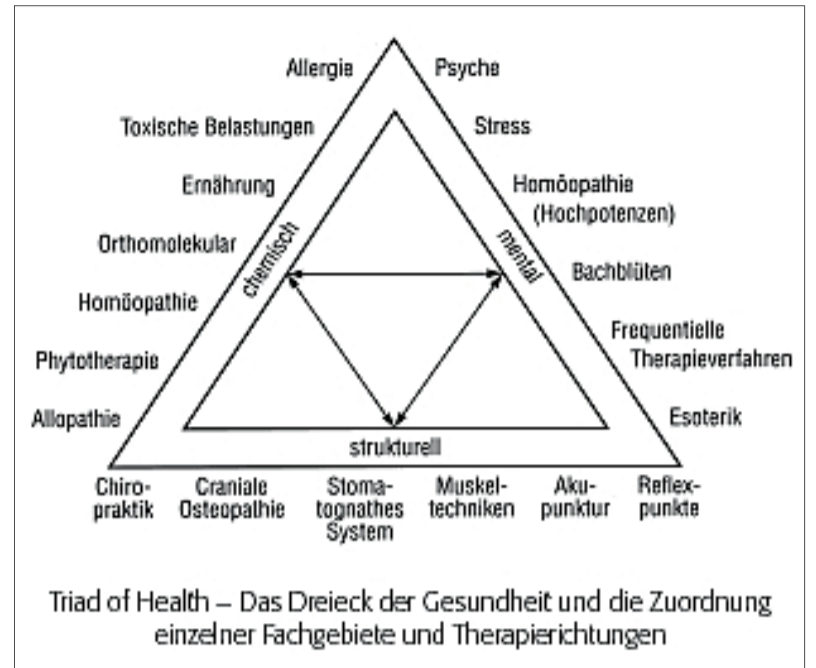 Allergie
Toxische Belastungen
Ernährung
Orthomolekular
Homöopathie
Phytotherapie
Allopathie
chemisch
Psyche
Stress
Homöopathie
(Hochpotenzen)
Bachblüten
Frequentielle
Therapieverfahren
Esoterik
mental
strukturell
Chiro-
praktik
Craniale
Osteopathie
Stoma-
tognathes
System
Muskel-
techniken
Aku-
punktur
Reflex-
punkte
Triad of Health – Das Dreieck der Gesundheit und die Zuordnung
einzelner Fachgebiete und Therapierichtungen